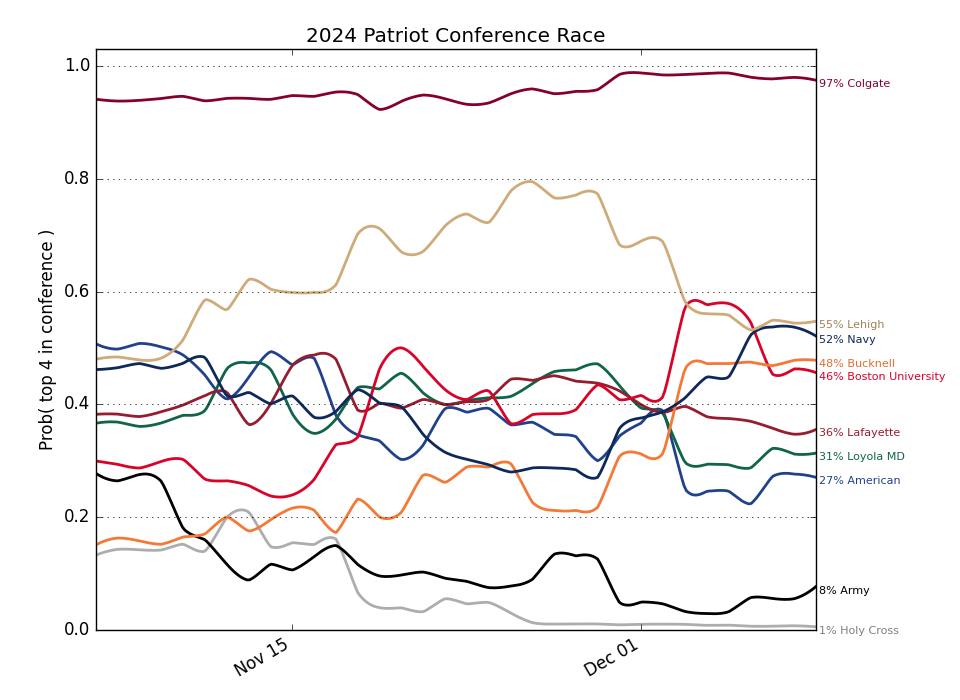 2024 Patriot Conference Race
Prob( top 4 in conference )
1.0
0.8
0.6
0.4
0.2
0.0
Nov 15
Dec 01
97% Colgate
55% Lehigh
52% Navy
48% Bucknell
46% Boston University
36% Lafayette
31% Loyola MD
27% American
8% Army
1% Holy Cross